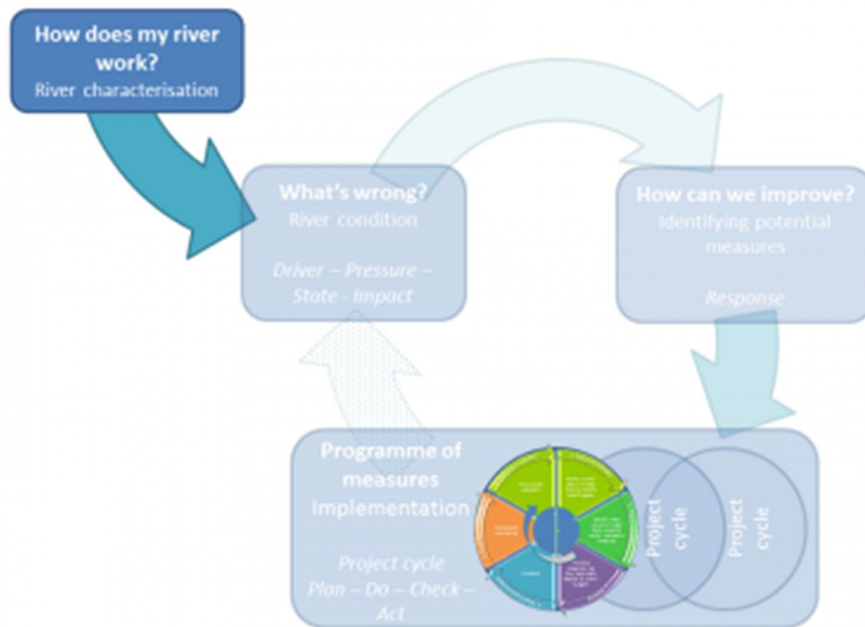 How does my river
work?
River characterisation
What's wrong?
River condition
Driver – Pressure –
State - Impact
How can we improve?
Identifying potential
measures
Response
Programme of
measures
Implementation
Project cycle
Plan – Do – Check –
Act
Project
cycle
Project
cycle